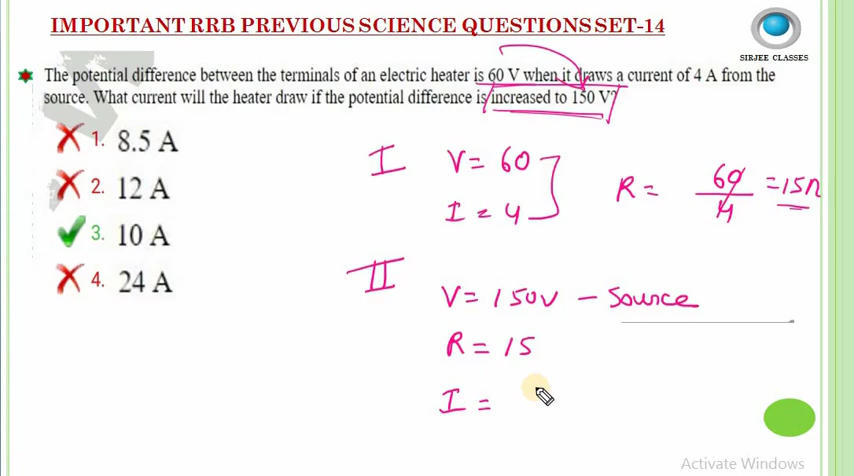 IMPORTANT RRB PREVIOUS SCIENCE QUESTIONS SET-14
SIRJEE CLASSES
The potential difference between the terminals of an electric heater is 60 V when it draws a current of 4 A from the
source. What current will the heater draw if the potential difference is increased to 150 V?
1. 8.5 A
2. 12 A
3. 10 A
4. 24 A
I
V = 60
I = 4
R = 60/4 = 15Ω
II
V = 150V - Source
R = 15
I =
Activate Windows